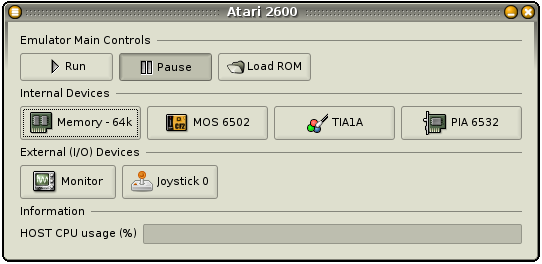 Atari 2600
Emulator Main Controls
Run Pause Load ROM
Internal Devices
Memory - 64k MOS 6502 TIA1A PIA 6532
External (I/O) Devices
Monitor Joystick 0
Information
HOST CPU usage (%)